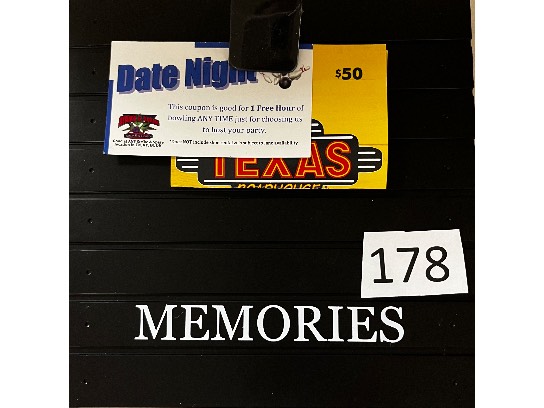 Date Night
$50
This coupon is good for 1 Free Hour of
bowling ANY TIME just for choosing us
to host your party.
TEXAS
ROADHOUSE
178
MEMORIES